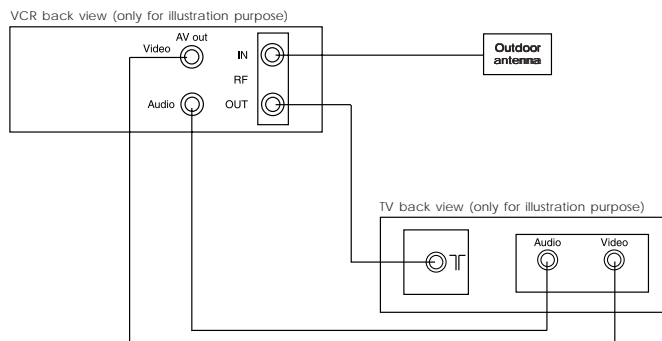 VCR back view (only for illustration purpose)
AV out
Video
IN
RF
Audio
OUT
Outdoor
antenna
TV back view (only for illustration purpose)
Audio
Video